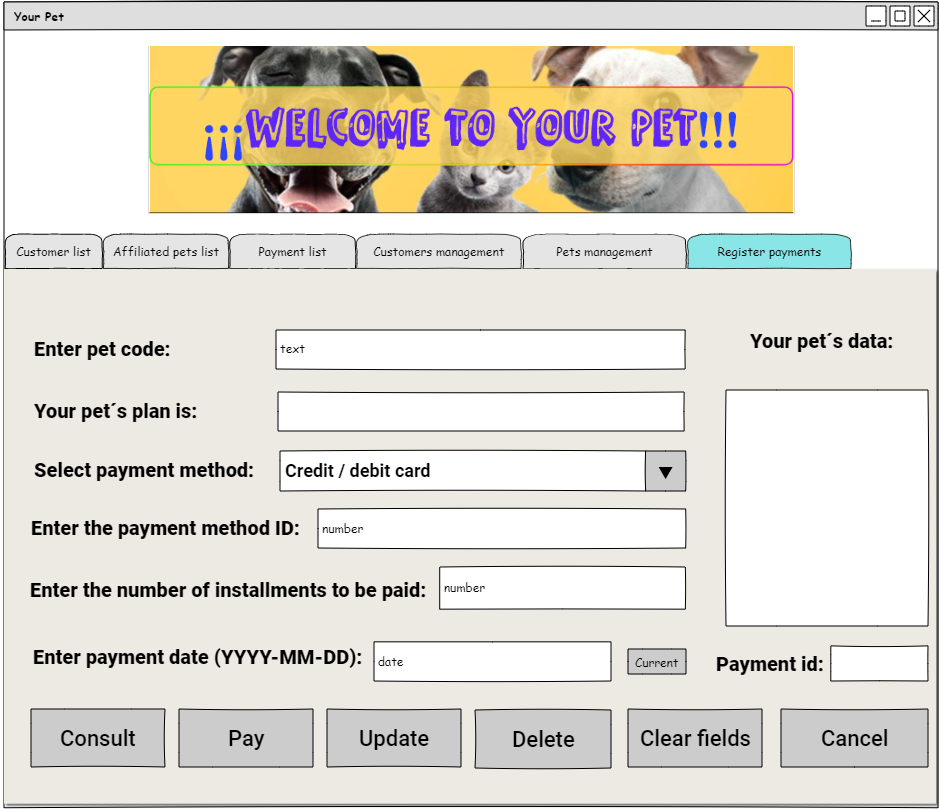 Your Pet
¡¡¡WELCOME TO YOUR PET!!!
Customer list
Affiliated pets list
Payment list
Customers management
Pets management
Register payments
Enter pet code:
text
Your pet´s data:
Your pet´s plan is:
Select payment method:
Credit / debit card
Enter the payment method ID:
number
Enter the number of installments to be paid:
number
Enter payment date (YYYY-MM-DD):
date
Current
Payment id:
Consult
Pay
Update
Delete
Clear fields
Cancel